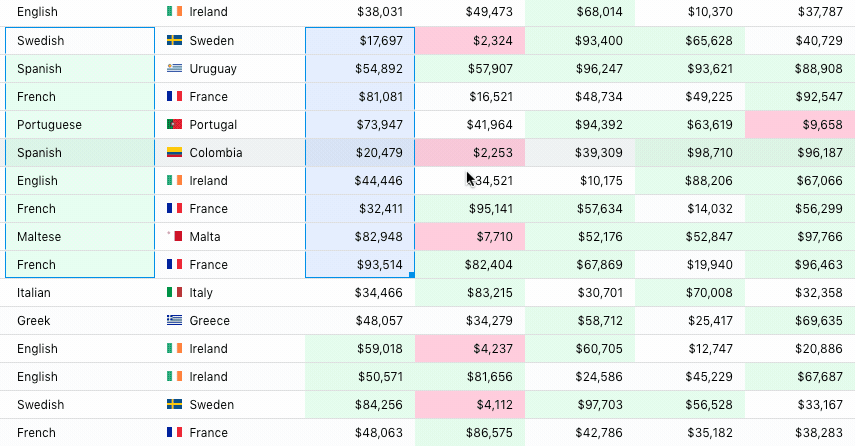 English Ireland $38,031 $49,473 $68,014 $10,370 $37,787
Swedish Sweden $17,697 $2,324 $93,400 $65,628 $40,729
Spanish Uruguay $54,892 $57,907 $96,247 $93,621 $88,908
French France $81,081 $16,521 $48,734 $49,225 $92,547
Portuguese Portugal $73,947 $41,964 $94,392 $63,619 $9,658
Spanish Colombia $20,479 $2,253 $39,309 $98,710 $96,187
English Ireland $44,446 $34,521 $10,175 $88,206 $67,066
French France $32,411 $95,141 $57,634 $14,032 $56,299
Maltese Malta $82,948 $7,710 $52,176 $52,847 $97,766
French France $93,514 $82,404 $67,869 $19,940 $96,463
Italian Italy $34,466 $83,215 $30,701 $70,008 $32,358
Greek Greece $48,057 $34,279 $58,712 $25,417 $69,635
English Ireland $59,018 $4,237 $60,705 $12,747 $20,886
English Ireland $50,571 $81,656 $24,586 $45,229 $67,687
Swedish Sweden $84,256 $4,112 $97,703 $56,528 $33,167
French France $48,063 $86,575 $42,786 $35,182 $38,283